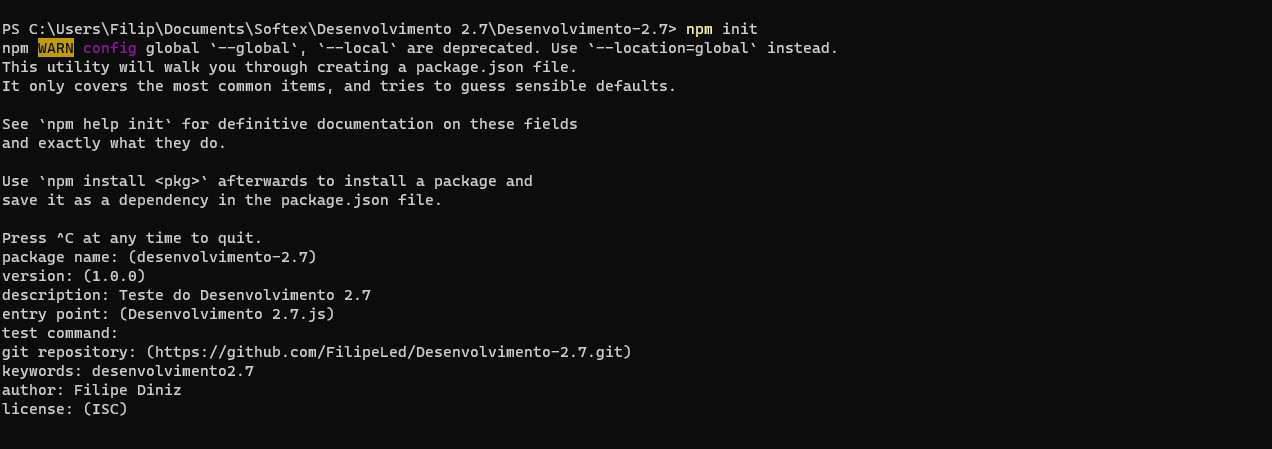 PS C:\Users\Filip\Documents\Softex\Desenvolvimento 2.7\Desenvolvimento-2.7> npm init
npm WARN config global `--global`, `--local` are deprecated. Use `--location=global` instead.
This utility will walk you through creating a package.json file.
It only covers the most common items, and tries to guess sensible defaults.
See `npm help init` for definitive documentation on these fields
and exactly what they do.
Use `npm install <pkg>` afterwards to install a package and
save it as a dependency in the package.json file.
Press ^C at any time to quit.
package name: (desenvolvimento-2.7)
version: (1.0.0)
description: Teste do Desenvolvimento 2.7
entry point: (Desenvolvimento 2.7.js)
test command:
git repository: (https://github.com/FilipeLed/Desenvolvimento-2.7.git)
keywords: desenvolvimento2.7
author: Filipe Diniz
license: (ISC)